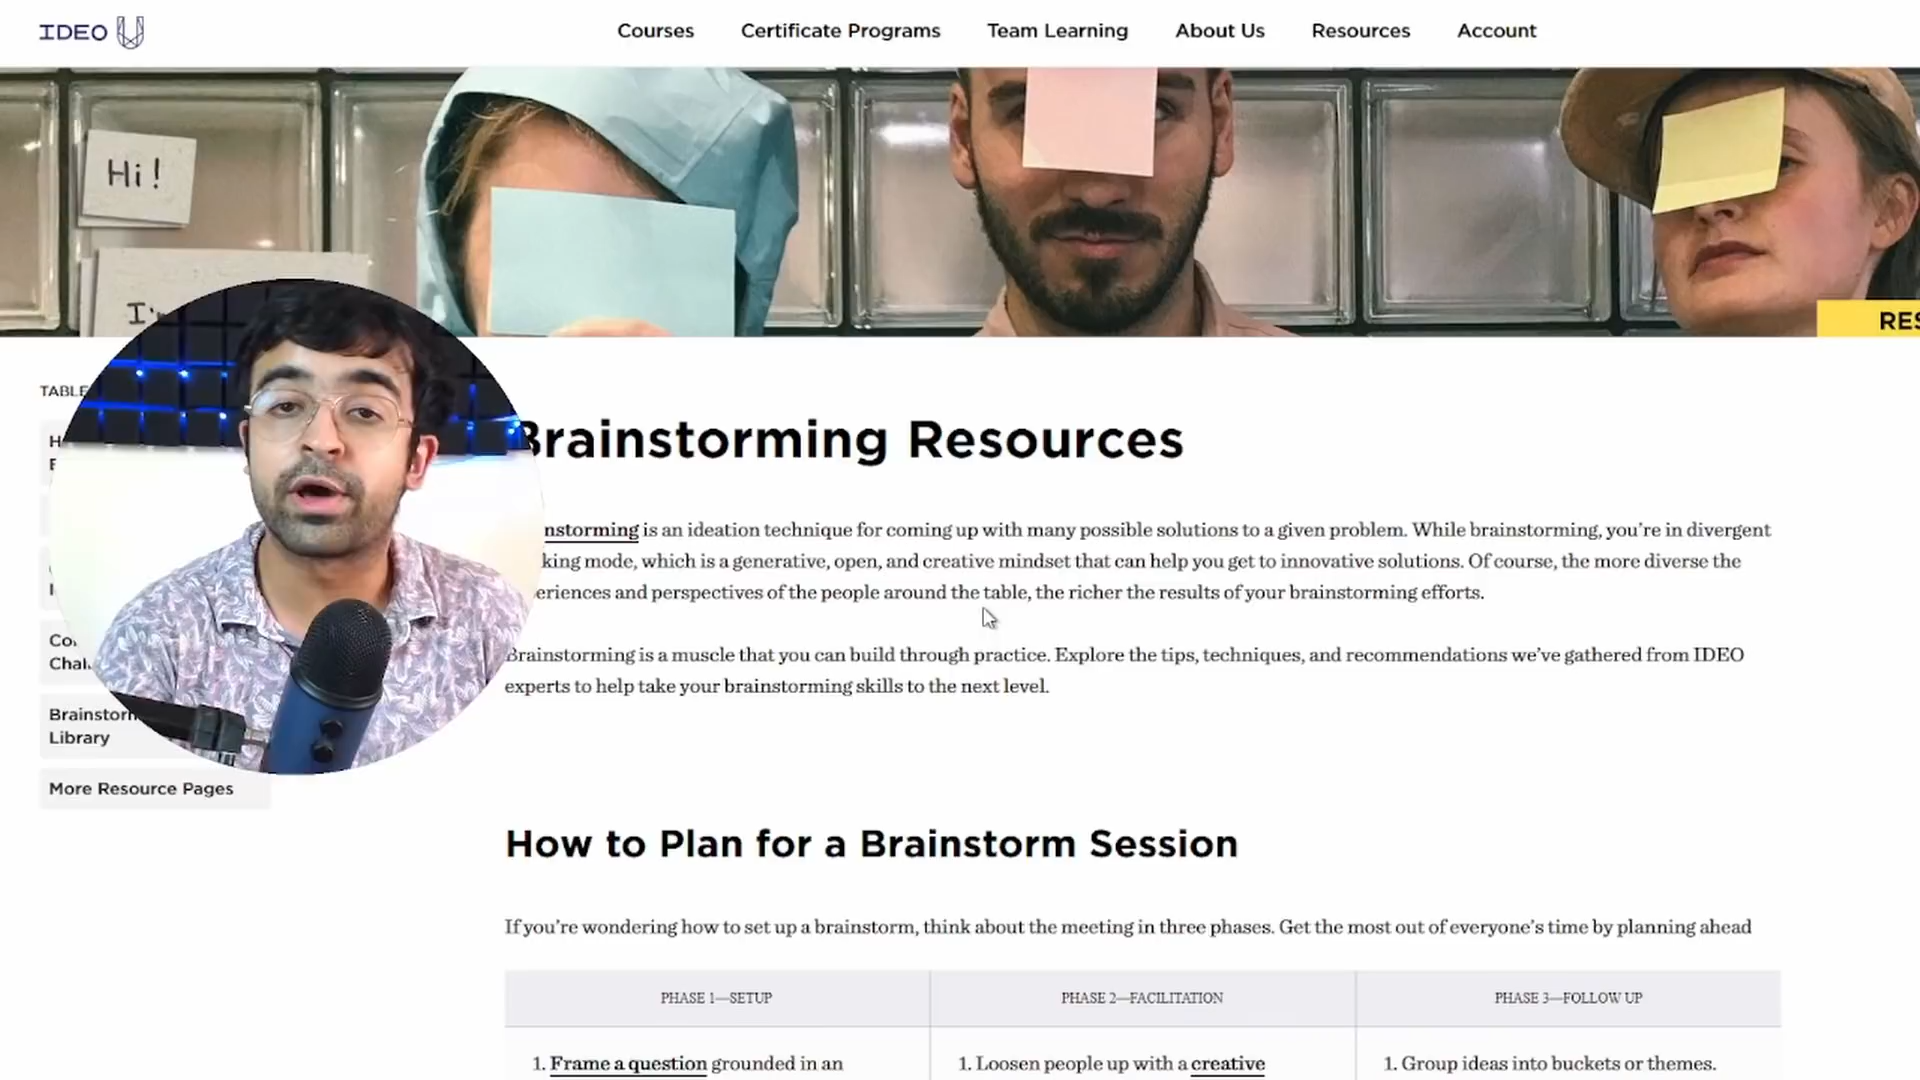 IDEO U
Courses
Certificate Programs
Team Learning
About Us
Resources
Account
Hi!
I'm
RES
TABLE
Brainstorming Resources
nstorming is an ideation technique for coming up with many possible solutions to a given problem. While brainstorming, you’re in divergent
king mode, which is a generative, open, and creative mindset that can help you get to innovative solutions. Of course, the more diverse the
eriences and perspectives of the people around the table, the richer the results of your brainstorming efforts.
Brainstorming is a muscle that you can build through practice. Explore the tips, techniques, and recommendations we’ve gathered from IDEO
experts to help take your brainstorming skills to the next level.
Co
Chal
Brainstorm
Library
More Resource Pages
How to Plan for a Brainstorm Session
If you’re wondering how to set up a brainstorm, think about the meeting in three phases. Get the most out of everyone’s time by planning ahead
PHASE 1—SETUP
PHASE 2—FACILITATION
PHASE 3—FOLLOW UP
1. Frame a question grounded in an
1. Loosen people up with a creative
1. Group ideas into buckets or themes.